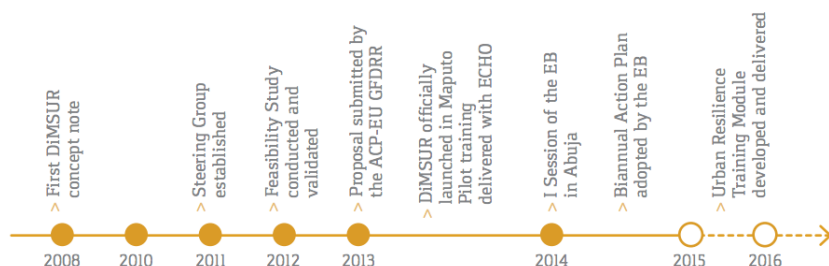 > First DiMSUR
concept note
> Steering Group
established
> Feasibility Study
conducted and
validated
> Proposal submitted by
the ACP-EU GFDRR
> DiMSUR officially
launched in Maputo
Pilot training
delivered with ECHO
> I Session of the EB
in Abuja
> Biannual Action Plan
adopted by the EB
> Urban Resilience
Training Module
developed and delivered
2008
2010
2011
2012
2013
2014
2015
2016